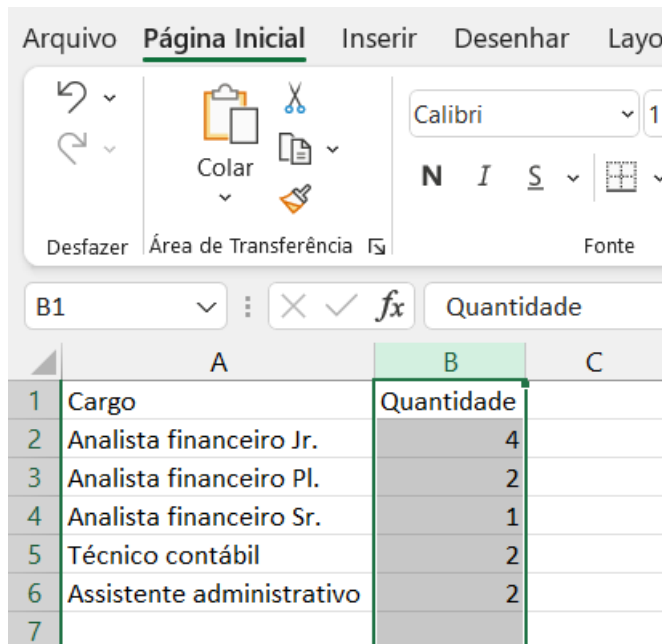 Arquivo Página Inicial Inserir Desenhar Layo
Calibri 1
Colar
N I S
Desfazer Área de Transferência Fonte
B1 fx Quantidade
A B C
1 Cargo Quantidade
2 Analista financeiro Jr. 4
3 Analista financeiro Pl. 2
4 Analista financeiro Sr. 1
5 Técnico contábil 2
6 Assistente administrativo 2
7